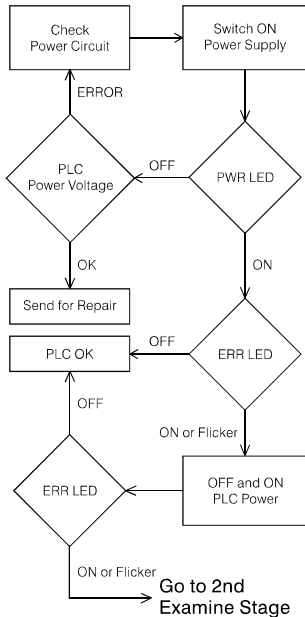 Check
Power Circuit
Switch ON
Power Supply
ERROR
PLC
Power Voltage
OFF
PWR LED
OK
ON
Send for Repair
PLC OK
OFF
ERR LED
OFF
ON or Flicker
ERR LED
OFF and ON
PLC Power
ON or Flicker
Go to 2nd
Examine Stage